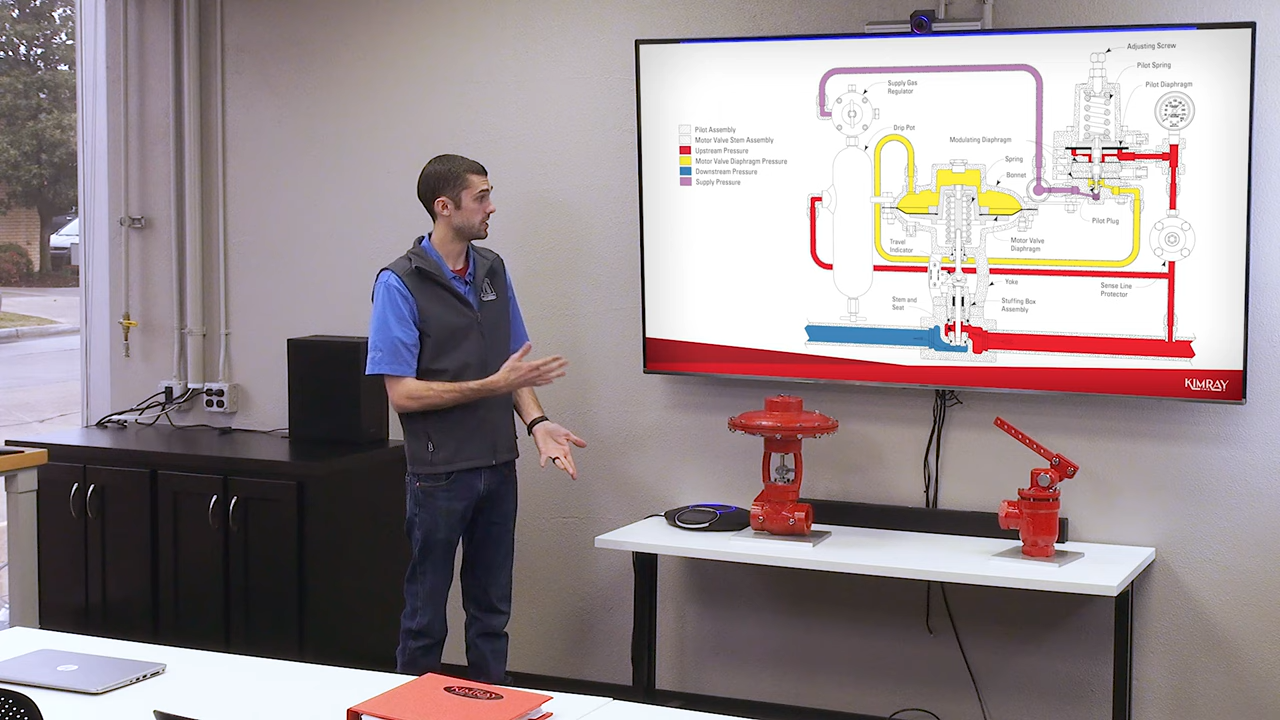 Adjusting Screw
Pilot Spring
Pilot Diaphragm
Supply Gas
Regulator
Drip Pot
Modulating Diaphragm
Spring
Bonnet
Pilot Assembly
Motor Valve Stem Assembly
Upstream Pressure
Motor Valve Diaphragm Pressure
Downstream Pressure
Supply Pressure
Pilot Plug
Travel
Indicator
Motor Valve
Diaphragm
Yoke
Sense Line
Protector
Stem and
Seat
Stuffing Box
Assembly
KIMRAY
KIMRAY